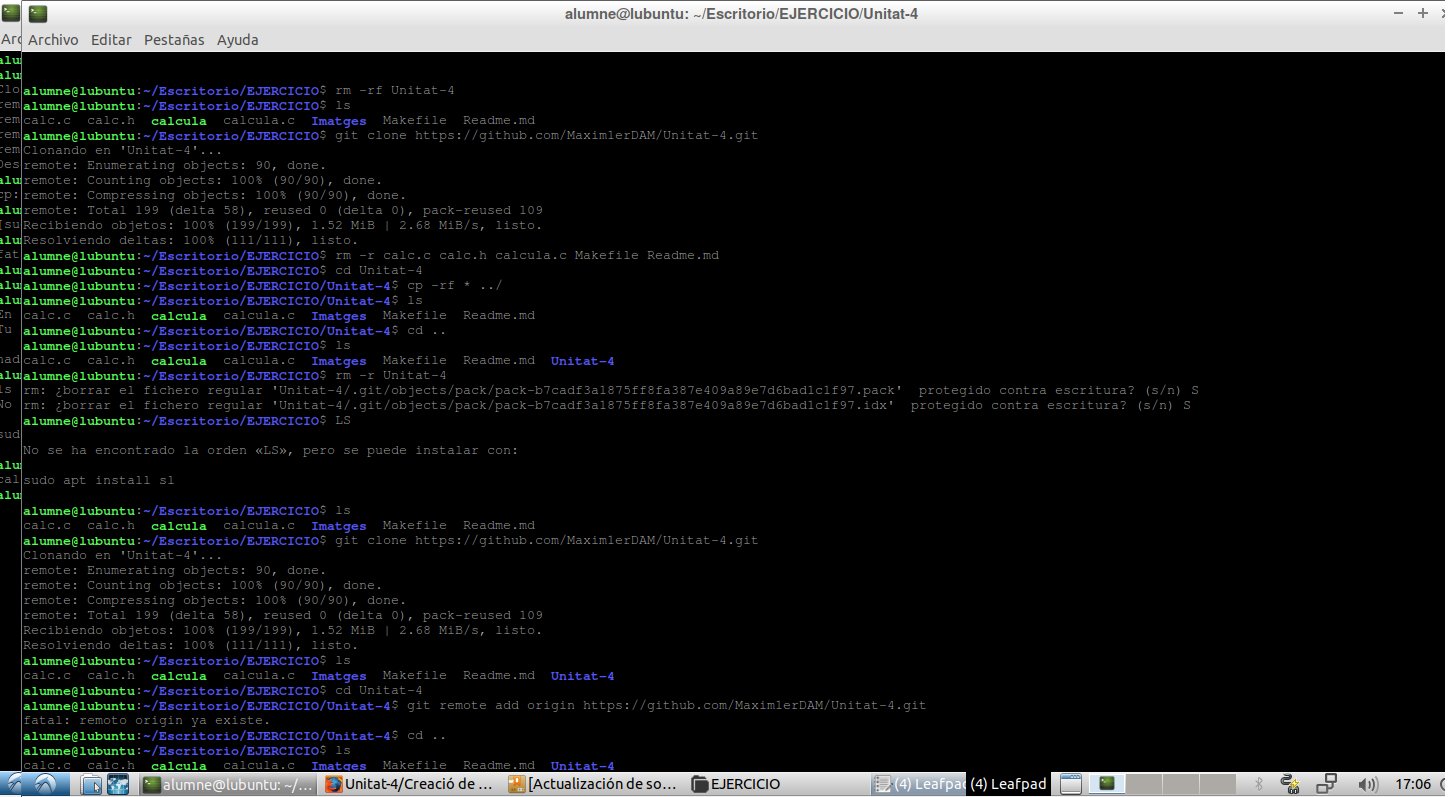 alumne@lubuntu: ~/Escritorio/EJERCICIO/Unitat-4
Archivo Editar Pestañas Ayuda
alumne@lubuntu:~/Escritorio/EJERCICIO$ rm -rf Unitat-4
alumne@lubuntu:~/Escritorio/EJERCICIO$ ls
calc.c calc.h calcula calcula.c Imatges Makefile Readme.md
alumne@lubuntu:~/Escritorio/EJERCICIO$ git clone https://github.com/MaximlerDAM/Unitat-4.git
Clonando en 'Unitat-4'...
remote: Enumerating objects: 90, done.
remote: Counting objects: 100% (90/90), done.
remote: Compressing objects: 100% (90/90), done.
remote: Total 199 (delta 58), reused 0 (delta 0), pack-reused 109
Recibiendo objetos: 100% (199/199), 1.52 MiB | 2.68 MiB/s, listo.
Resolviendo deltas: 100% (111/111), listo.
alumne@lubuntu:~/Escritorio/EJERCICIO$ rm -r calc.c calc.h calcula.c Makefile Readme.md
alumne@lubuntu:~/Escritorio/EJERCICIO$ cd Unitat-4
alumne@lubuntu:~/Escritorio/EJERCICIO/Unitat-4$ cp -rf * ../
alumne@lubuntu:~/Escritorio/EJERCICIO/Unitat-4$ ls
calc.c calc.h calcula calcula.c Imatges Makefile Readme.md
alumne@lubuntu:~/Escritorio/EJERCICIO/Unitat-4$ cd ..
alumne@lubuntu:~/Escritorio/EJERCICIO$ ls
calc.c calc.h calcula calcula.c Imatges Makefile Readme.md Unitat-4
alumne@lubuntu:~/Escritorio/EJERCICIO$ rm -r Unitat-4
rm: ¿borrar el fichero regular 'Unitat-4/.git/objects/pack/pack-b7cadf3a1875ff8fa387e409a89e7d6bad1c1f97.pack' protegido contra escritura? (s/n) S
rm: ¿borrar el fichero regular 'Unitat-4/.git/objects/pack/pack-b7cadf3a1875ff8fa387e409a89e7d6bad1c1f97.idx' protegido contra escritura? (s/n) S
alumne@lubuntu:~/Escritorio/EJERCICIO$ LS
No se ha encontrado la orden «LS», pero se puede instalar con:
sudo apt install sl
alumne@lubuntu:~/Escritorio/EJERCICIO$ ls
calc.c calc.h calcula calcula.c Imatges Makefile Readme.md
alumne@lubuntu:~/Escritorio/EJERCICIO$ git clone https://github.com/MaximlerDAM/Unitat-4.git
Clonando en 'Unitat-4'...
remote: Enumerating objects: 90, done.
remote: Counting objects: 100% (90/90), done.
remote: Compressing objects: 100% (90/90), done.
remote: Total 199 (delta 58), reused 0 (delta 0), pack-reused 109
Recibiendo objetos: 100% (199/199), 1.52 MiB | 2.68 MiB/s, listo.
Resolviendo deltas: 100% (111/111), listo.
alumne@lubuntu:~/Escritorio/EJERCICIO$ ls
calc.c calc.h calcula calcula.c Imatges Makefile Readme.md Unitat-4
alumne@lubuntu:~/Escritorio/EJERCICIO$ cd Unitat-4
alumne@lubuntu:~/Escritorio/EJERCICIO/Unitat-4$ git remote add origin https://github.com/MaximlerDAM/Unitat-4.git
fatal: remoto origin ya existe.
alumne@lubuntu:~/Escritorio/EJERCICIO/Unitat-4$ cd ..
alumne@lubuntu:~/Escritorio/EJERCICIO$ ls
calc.c calc.h calcula calcula.c Imatges Makefile Readme.md Unitat-4
alumne@lubuntu: ~/... Unitat-4/Creació de ... [Actualización de so... EJERCICIO (4) Leafpad (4) Leafpad 17:06